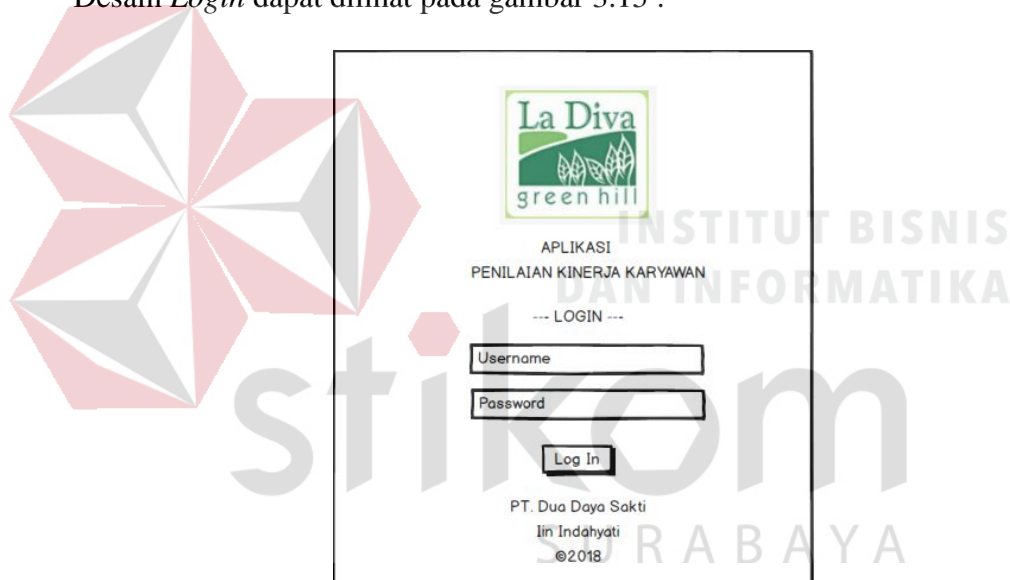 Desain Login dapat dilihat pada gambar 3.15 :
La Diva
green hill
INSTITUT BISNIS
APLIKASI
PENILAIAN KINERJA KARYAWAN
DAN INFORMATIKA
--- LOGIN ---
Username
stikom
Password
Log In
PT. Dua Daya Sakti
Iin Indahyati
SURABAYA
©2018